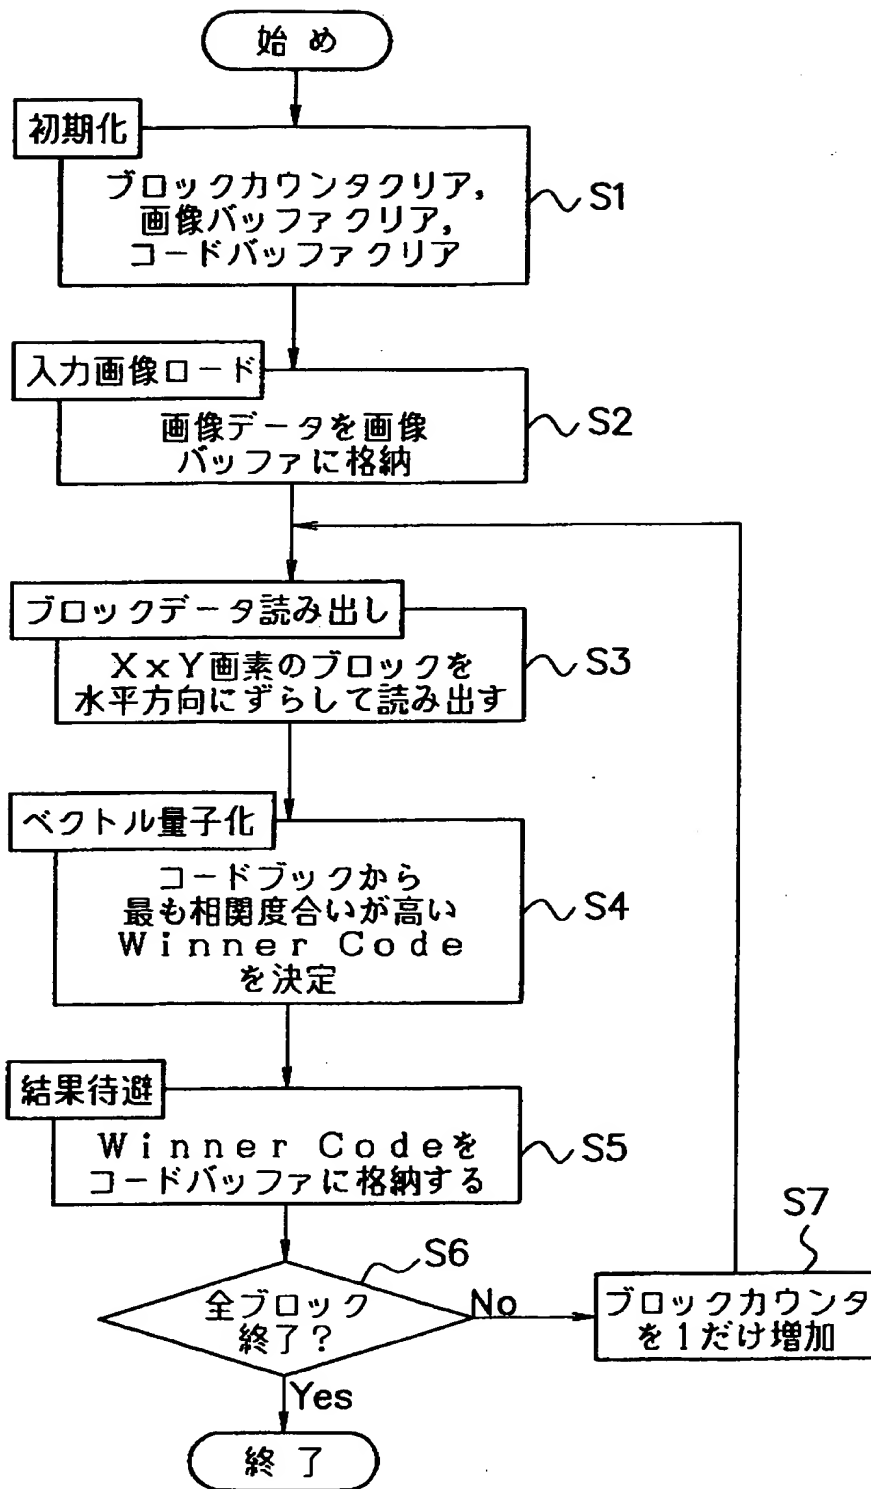 始め
初期化
ブロックカウンタクリア,
画像バッファクリア,
コードバッファクリア
S1
入力画像ロード
画像データを画像
バッファに格納
S2
ブロックデータ読み出し
XxY画素のブロックを
水平方向にずらして読み出す
S3
ベクトル量子化
コードブックから
最も相関度合いが高い
Winner Code
を決定
S4
結果待避
Winner Codeを
コードバッファに格納する
S5
S6
全ブロック
終了?
No
S7
ブロックカウンタ
を1だけ増加
Yes
終了